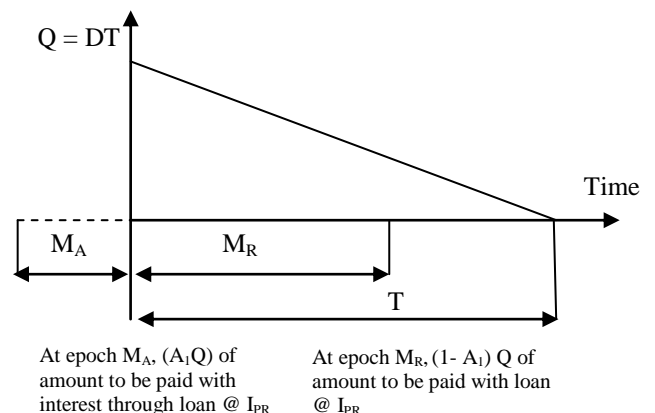 Q = DT
Time
M_A
M_R
T
At epoch M_A, (A_1Q) of
amount to be paid with
interest through loan @ I_PR
At epoch M_R, (1- A_1) Q of
amount to be paid with loan
@ I_PR